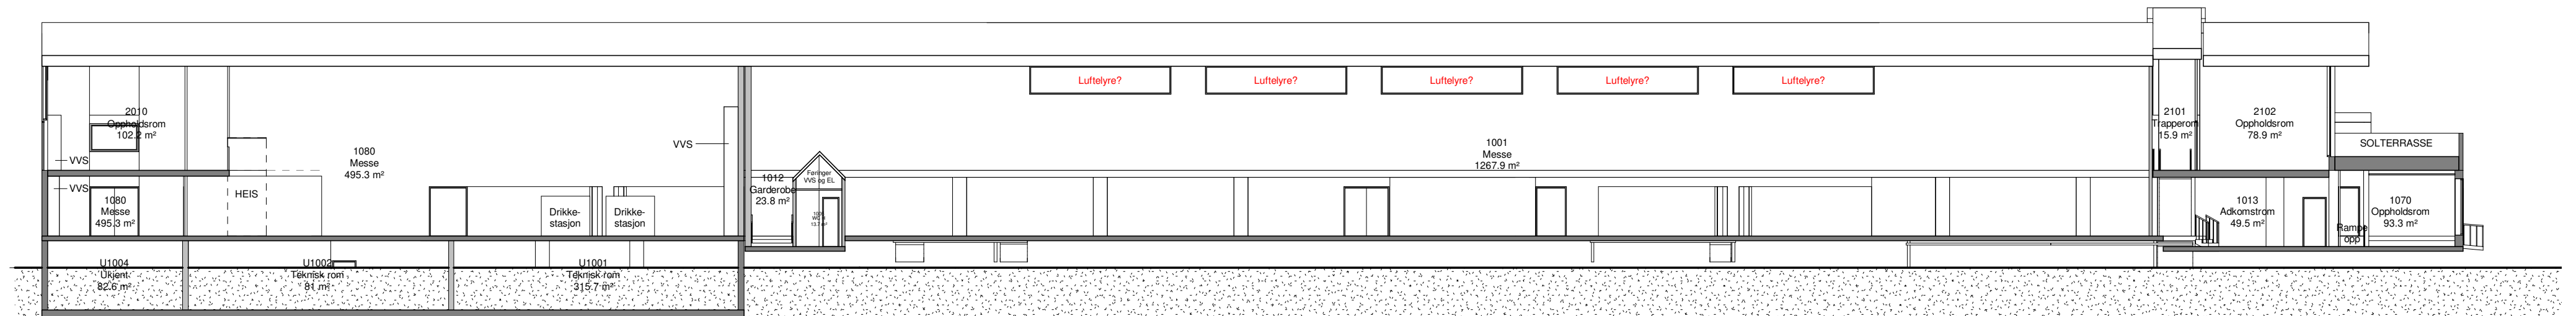 Luftelyre?
Luftelyre?
Luftelyre?
Luftelyre?
Luftelyre?
2010
Oppholdsrom
102.2 m²
VVS
VVS
1080
Messe
495.3 m²
HEIS
1080
Messe
495.3 m²
VVS
Drikke-
stasjon
Drikke-
stasjon
1012
Garderobe
23.8 m²
Føringer
VVS og EL
1001
Messe
1267.9 m²
2101
Trapperom
15.9 m²
2102
Oppholdsrom
78.9 m²
SOLTERRASSE
1013
Adkomstrom
49.5 m²
Rampe
opp
1070
Oppholdsrom
93.3 m²
U1004
Ukjent
82.6 m²
U1002
Teknisk rom
81 m²
U1001
Teknisk rom
315.7 m²